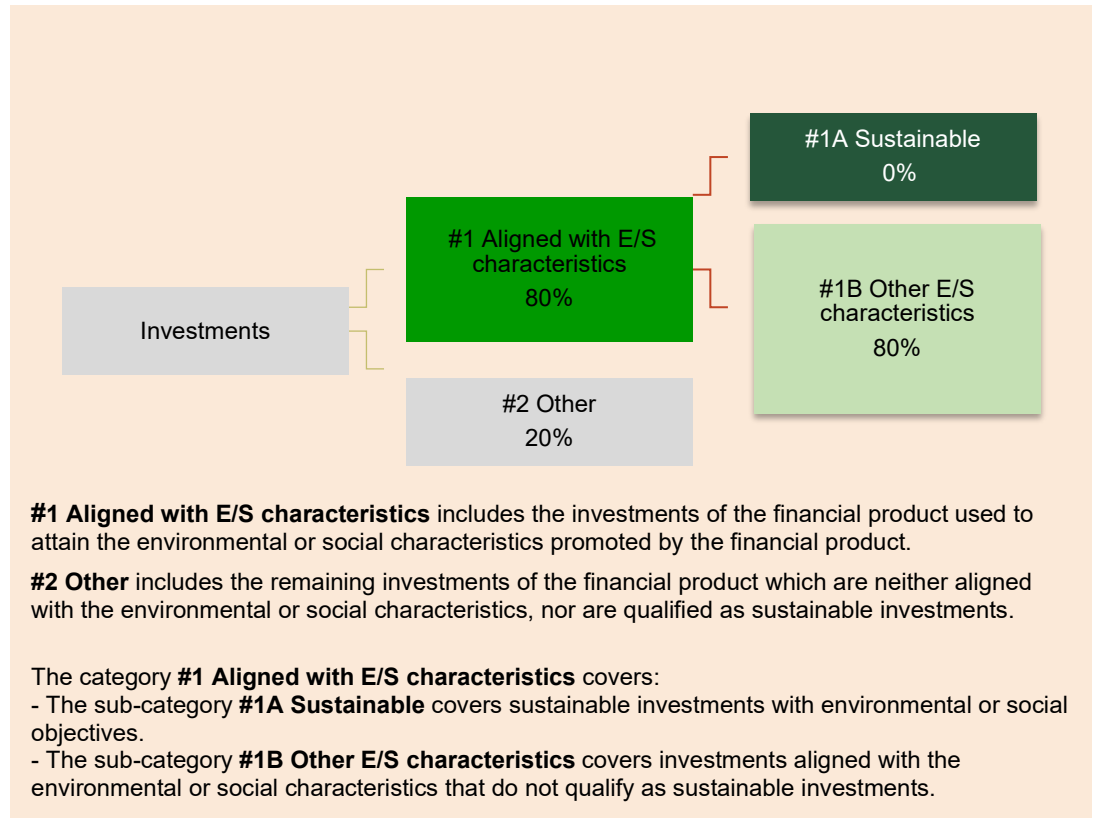 #1A Sustainable
0%
#1 Aligned with E/S
characteristics
80%
#1B Other E/S
characteristics
80%
Investments
#2 Other
20%
#1 Aligned with E/S characteristics includes the investments of the financial product used to
attain the environmental or social characteristics promoted by the financial product.
#2 Other includes the remaining investments of the financial product which are neither aligned
with the environmental or social characteristics, nor are qualified as sustainable investments.
The category #1 Aligned with E/S characteristics covers:
- The sub-category #1A Sustainable covers sustainable investments with environmental or social
objectives.
- The sub-category #1B Other E/S characteristics covers investments aligned with the
environmental or social characteristics that do not qualify as sustainable investments.